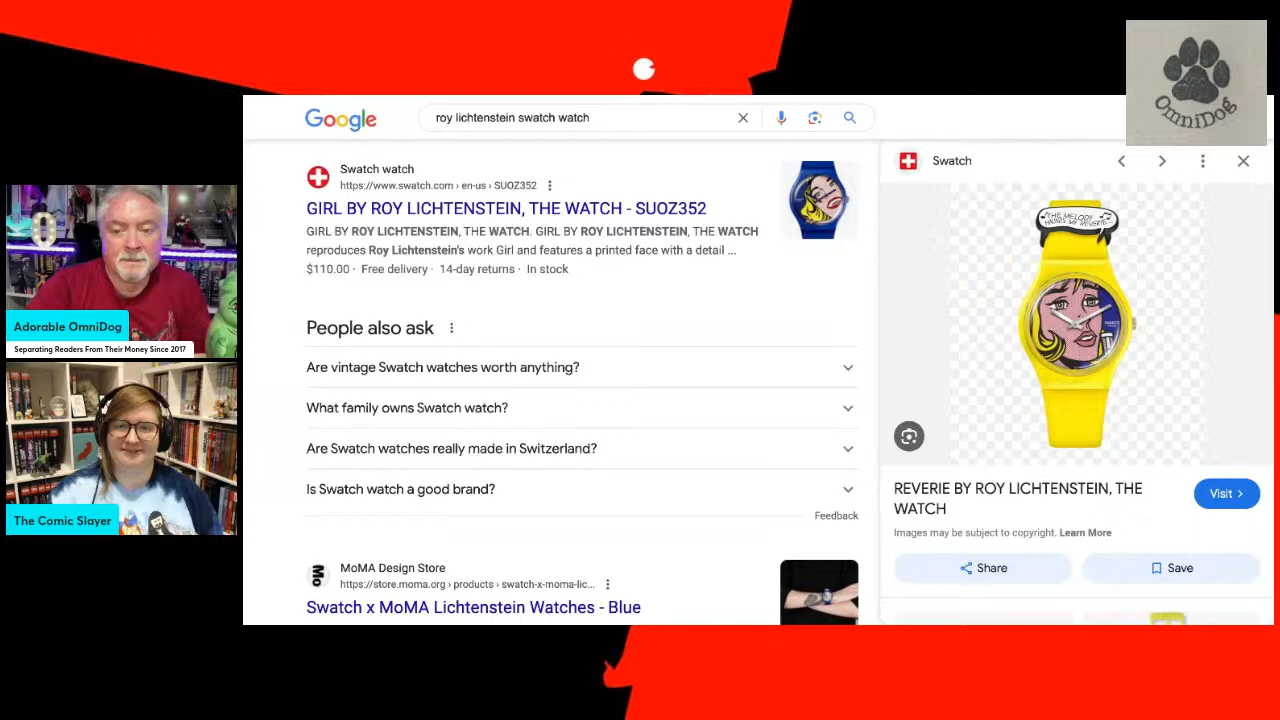 OmniDog
Google
roy lichtenstein swatch watch
Swatch watch
https://www.swatch.com › en-us › SUOZ352
GIRL BY ROY LICHTENSTEIN, THE WATCH - SUOZ352
GIRL BY ROY LICHTENSTEIN, THE WATCH. GIRL BY ROY LICHTENSTEIN, THE WATCH
reproduces Roy Lichtenstein's work Girl and features a printed face with a detail ...
$110.00 · Free delivery · 14-day returns · In stock
People also ask
Are vintage Swatch watches worth anything?
What family owns Swatch watch?
Are Swatch watches really made in Switzerland?
Is Swatch watch a good brand?
Feedback
Mo
MoMA Design Store
https://store.moma.org › products › swatch-x-moma-lic...
Swatch x MoMA Lichtenstein Watches - Blue
Swatch
THE MELODY
HAUNTS MY REVERIE
REVERIE BY ROY LICHTENSTEIN, THE
WATCH
Visit
Images may be subject to copyright. Learn More
Share
Save
O
Adorable OmniDog
Separating Readers From Their Money Since 2017
The Comic Slayer